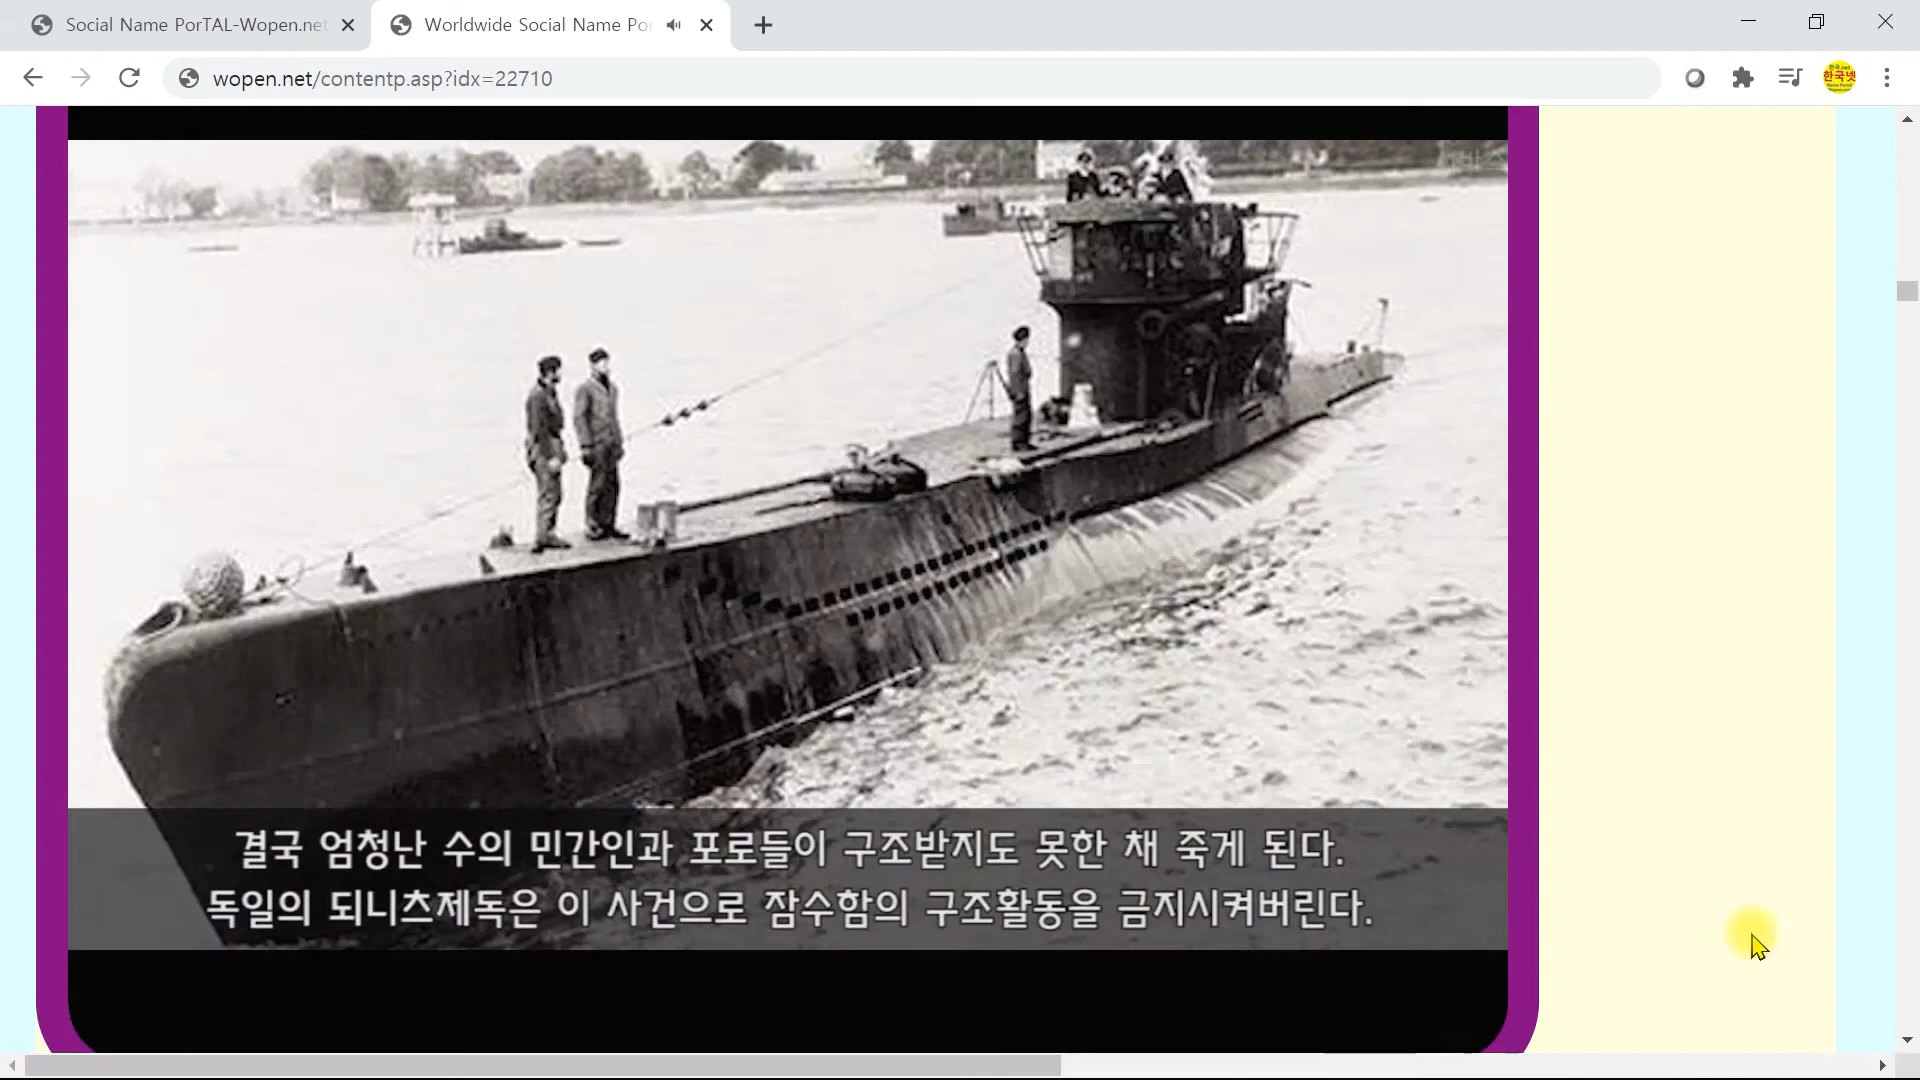 Social Name PorTAL-Wopen.net
Worldwide Social Name Po
wopen.net/contentp.asp?idx=22710
한국넷
결국 엄청난 수의 민간인과 포로들이 구조받지도 못한 채 죽게 된다.
독일의 되니츠제독은 이 사건으로 잠수함의 구조활동을 금지시켜버린다.